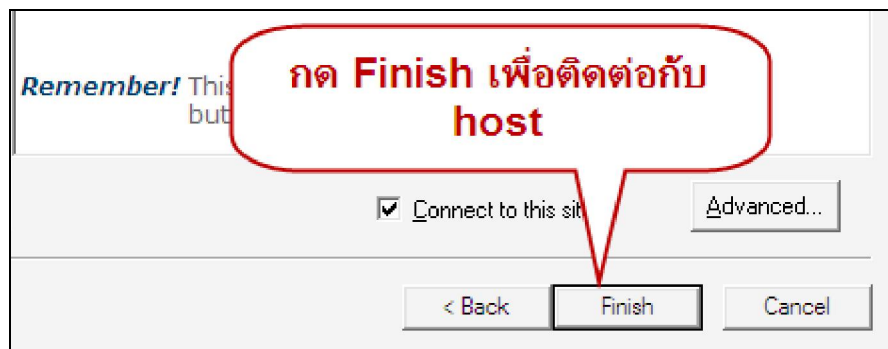 กด Finish เพื่อติดต่อกับ
host
Remember! This
but
Connect to this sit
Advanced...
< Back
Finish
Cancel